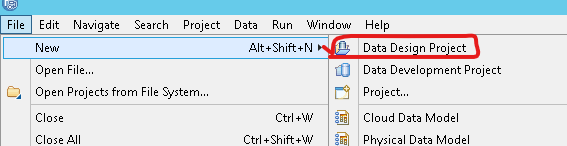 File Edit Navigate Search Project Data Run Window Help
New Alt+Shift+N
Open File...
Open Projects from File System...
Close Ctrl+W
Close All Ctrl+Shift+W
Data Design Project
Data Development Project
Project...
Cloud Data Model
Physical Data Model